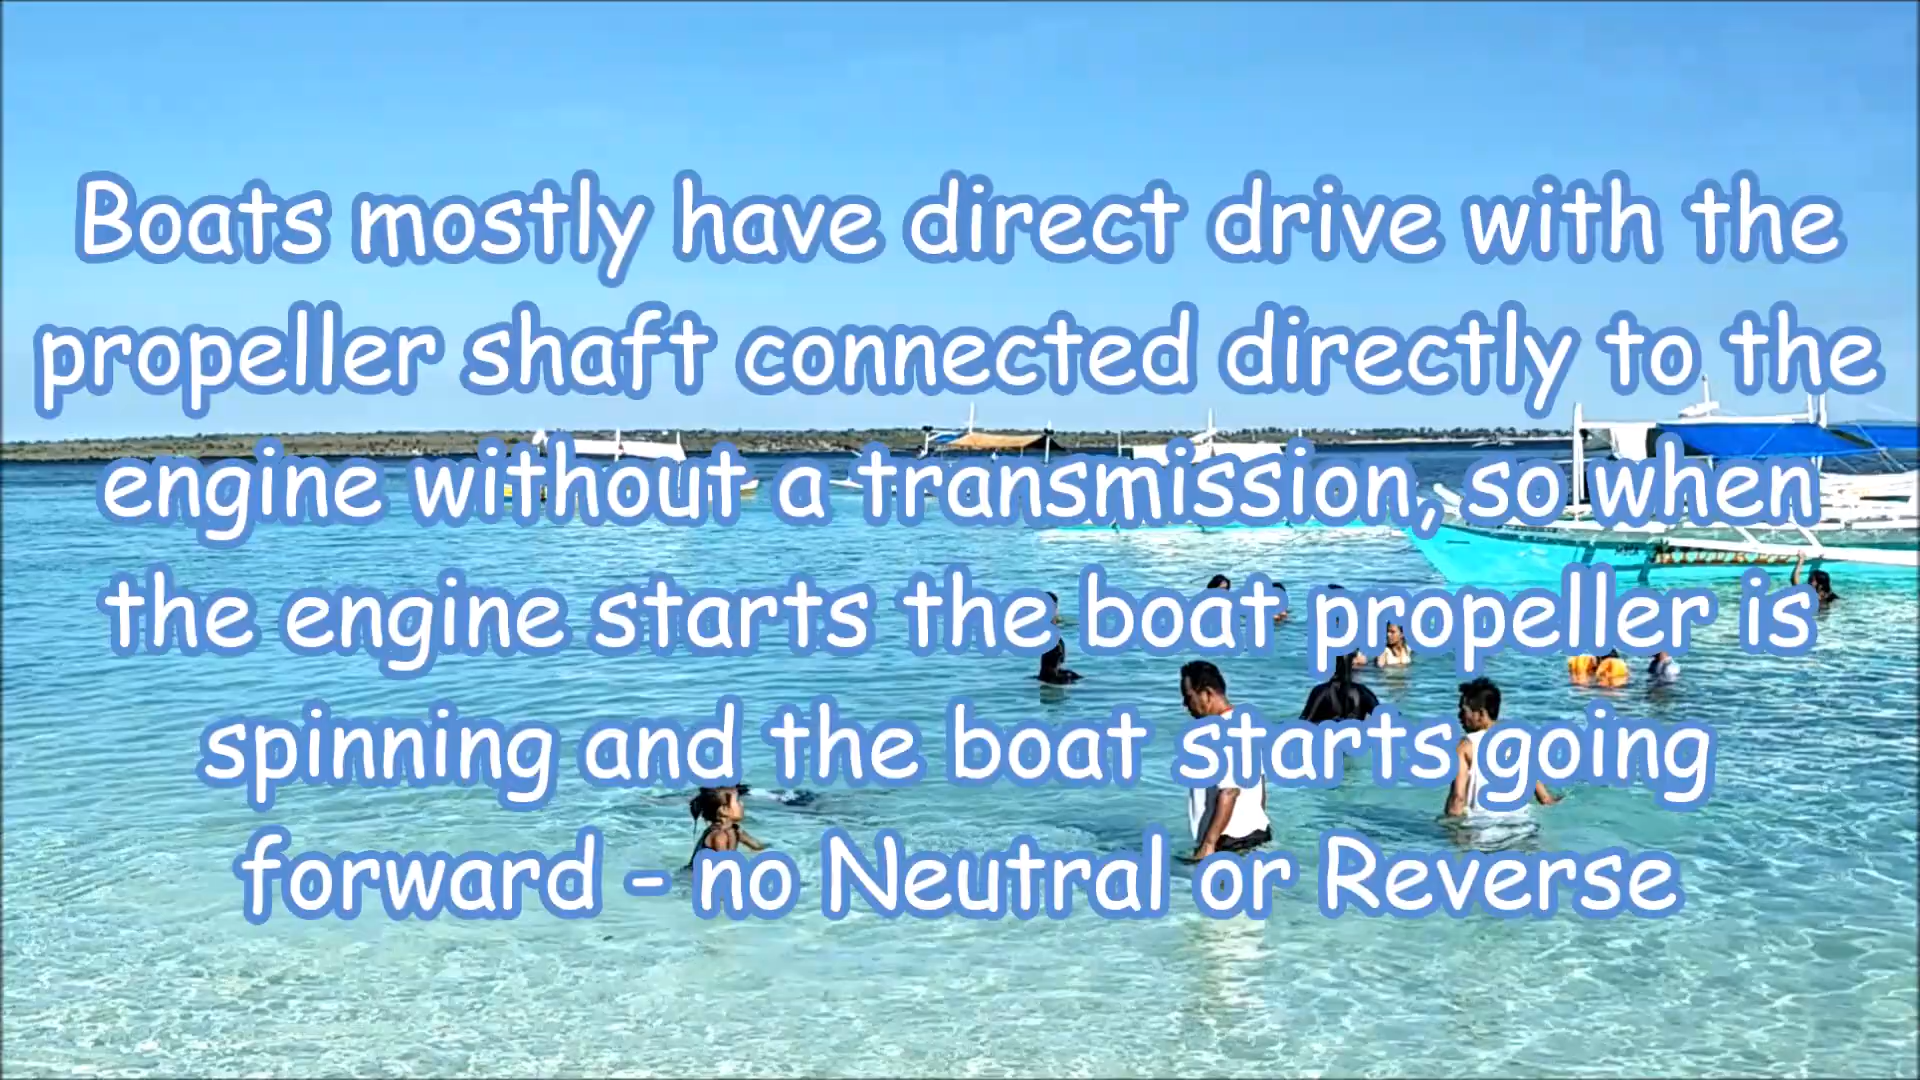 Boats mostly have direct drive with the
propeller shaft connected directly to the
engine without a transmission, so when
the engine starts the boat propeller is
spinning and the boat starts going
forward - no Neutral or Reverse